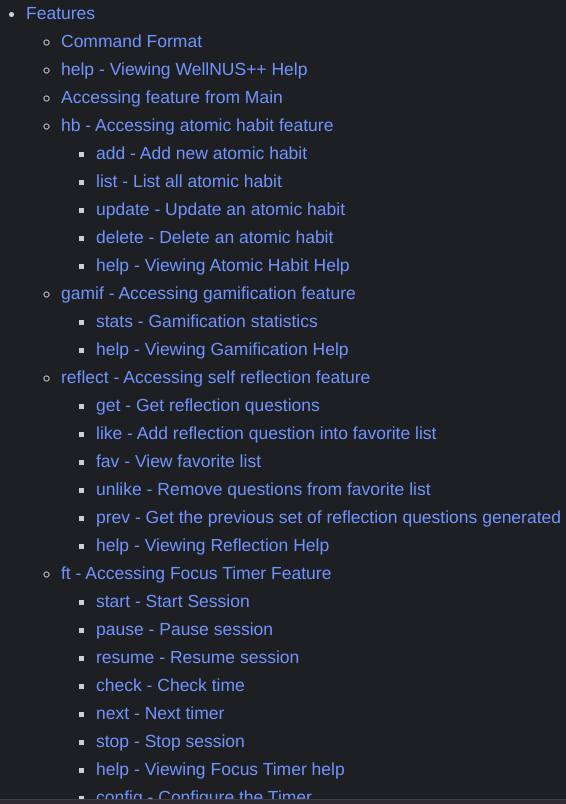 Features
Command Format
help - Viewing WellNUS++ Help
Accessing feature from Main
hb - Accessing atomic habit feature
add - Add new atomic habit
list - List all atomic habit
update - Update an atomic habit
delete - Delete an atomic habit
help - Viewing Atomic Habit Help
gamif - Accessing gamification feature
stats - Gamification statistics
help - Viewing Gamification Help
reflect - Accessing self reflection feature
get - Get reflection questions
like - Add reflection question into favorite list
fav - View favorite list
unlike - Remove questions from favorite list
prev - Get the previous set of reflection questions generated
help - Viewing Reflection Help
ft - Accessing Focus Timer Feature
start - Start Session
pause - Pause session
resume - Resume session
check - Check time
next - Next timer
stop - Stop session
help - Viewing Focus Timer help
config - Configure the Timer